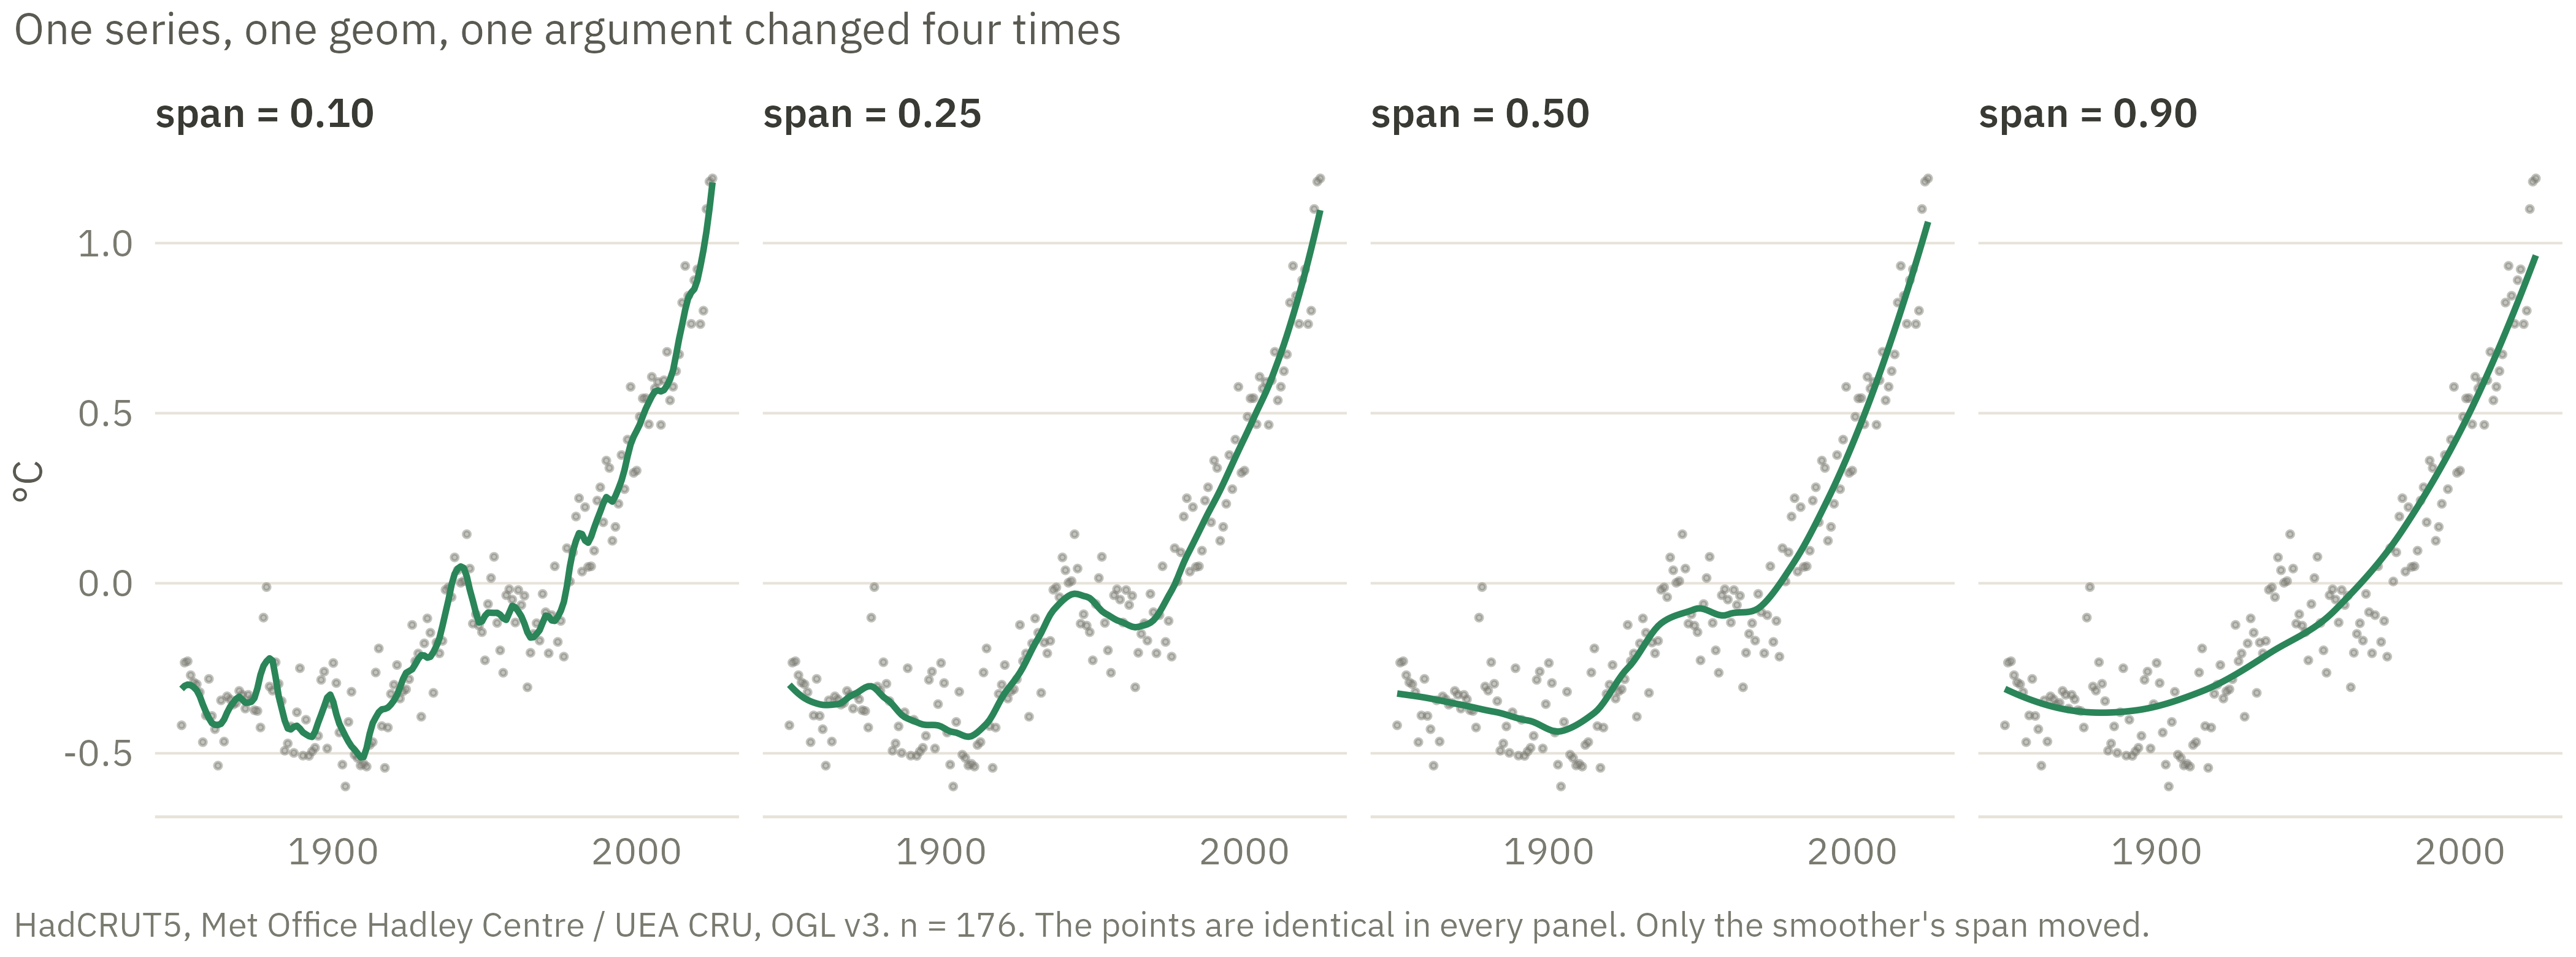 One series, one geom, one argument changed four times
span = 0.10
span = 0.25
span = 0.50
span = 0.90
°C
1.0
0.5
0.0
-0.5
1900 2000
1900 2000
1900 2000
1900 2000
HadCRUT5, Met Office Hadley Centre / UEA CRU, OGL v3. n = 176. The points are identical in every panel. Only the smoother's span moved.